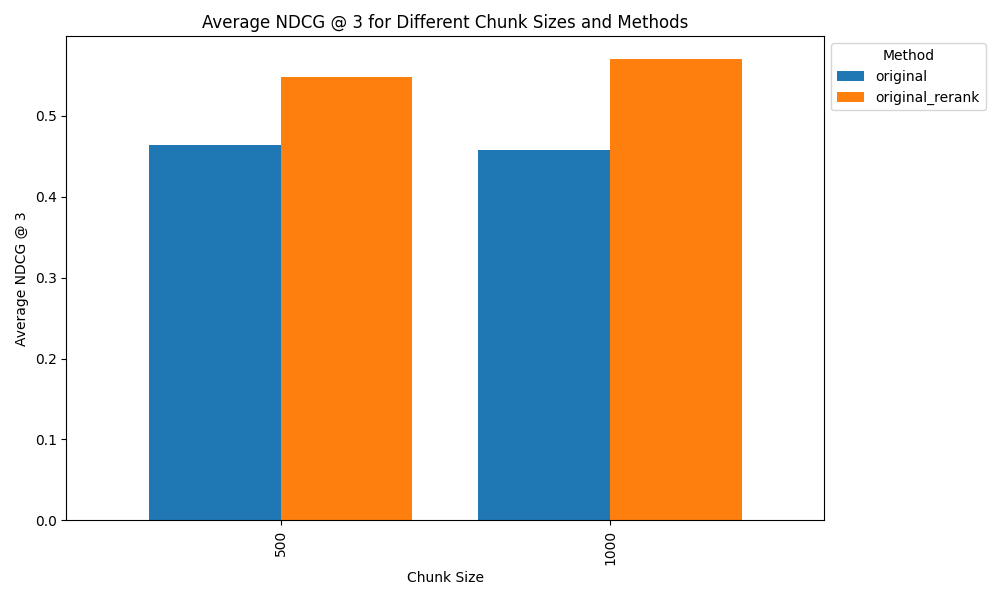 Average NDCG @ 3 for Different Chunk Sizes and Methods
Method
original
original_rerank
Average NDCG @ 3
0.5
0.4
0.3
0.2
0.1
0.0
500
1000
Chunk Size